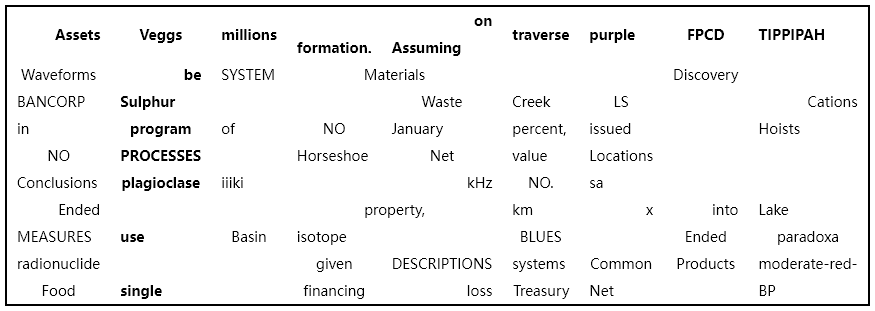 Assets Veggs millions formation. Assuming on traverse purple FPCD TIPPIPAH
Waveforms be SYSTEM Materials Discovery
BANCORP Sulphur Waste Creek LS Cations
in program of NO January percent, issued Hoists
NO PROCESSES Horseshoe Net value Locations
Conclusions plagioclase iiiki kHz NO. sa
Ended property, km x into Lake
MEASURES use Basin isotope BLUES Ended paradoxa
radionuclide given DESCRIPTIONS systems Common Products moderate-red-
Food single financing loss Treasury Net BP